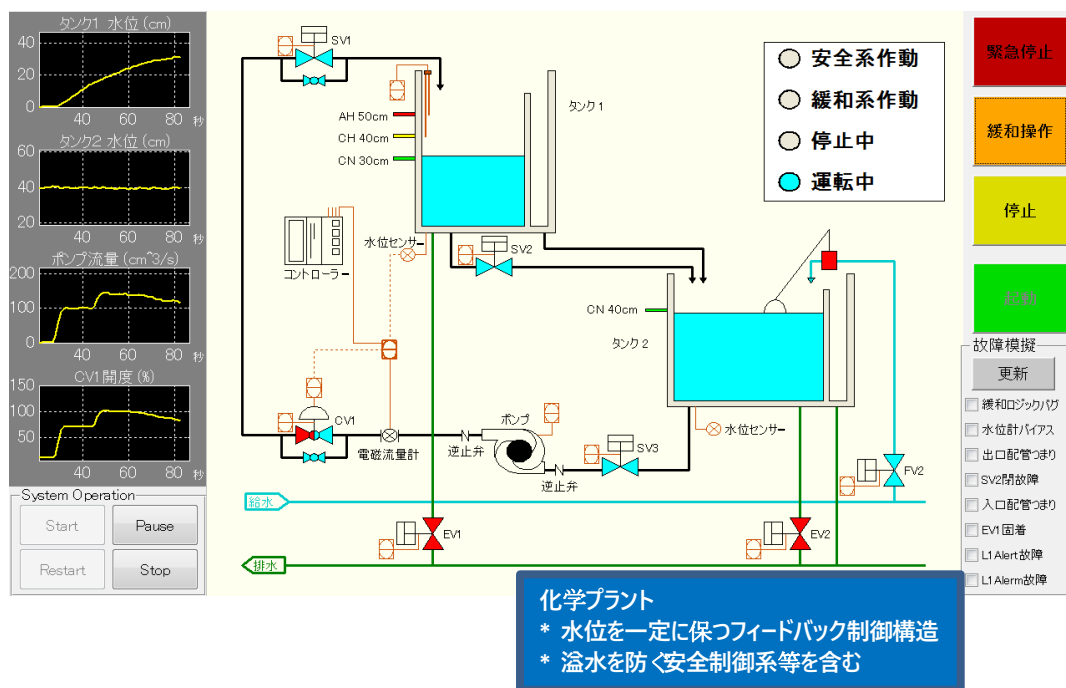 タンク1 水位 (cm)
40
20
0
40 60 80 秒
タンク2 水位 (cm)
60
40
20
40 60 80 秒
ポンプ流量 (cm^3/s)
200
100
0
40 60 80 秒
CV1開度 (%)
150
100
50
40 60 80 秒
System Operation
Start
Pause
Restart
Stop
SV1
AH 50cm
CH 40cm
CN 30cm
タンク1
コントローラー
水位センサー
SV2
CN 40cm
タンク2
CV1
電磁流量計
逆止弁
ポンプ
逆止弁
SV3
水位センサー
FV2
給水
EV1
EV2
排水
安全系作動
緩和系作動
停止中
運転中
緊急停止
緩和操作
停止
起動
故障模擬
更新
緩和ロジックバグ
水位計バイアス
出口配管つまり
SV2閉故障
入口配管つまり
EV1固着
L1Alert故障
L1Alerm故障
化学プラント
* 水位を一定に保つフィードバック制御構造
* 溢水を防ぐ安全制御系等を含む